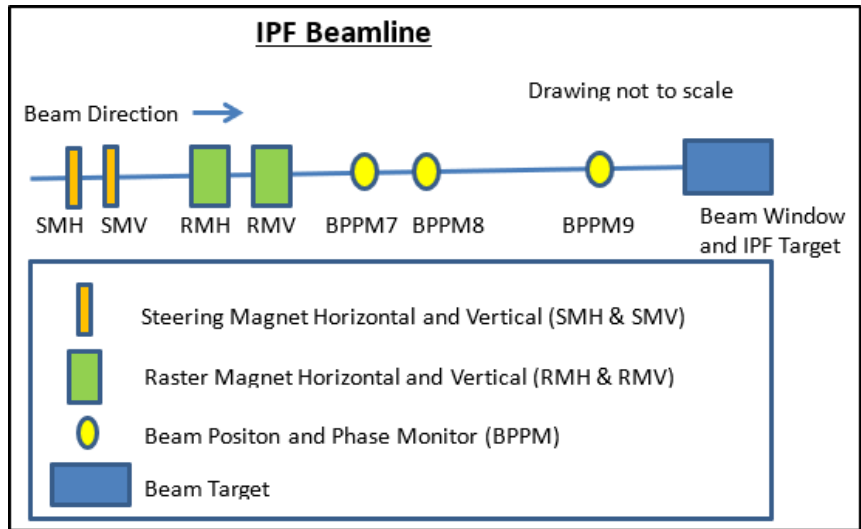 IPF Beamline
Drawing not to scale
Beam Direction
SMH
SMV
RMH
RMV
BPPM7
BPPM8
BPPM9
Beam Window
and IPF Target
Steering Magnet Horizontal and Vertical (SMH & SMV)
Raster Magnet Horizontal and Vertical (RMH & RMV)
Beam Positon and Phase Monitor (BPPM)
Beam Target